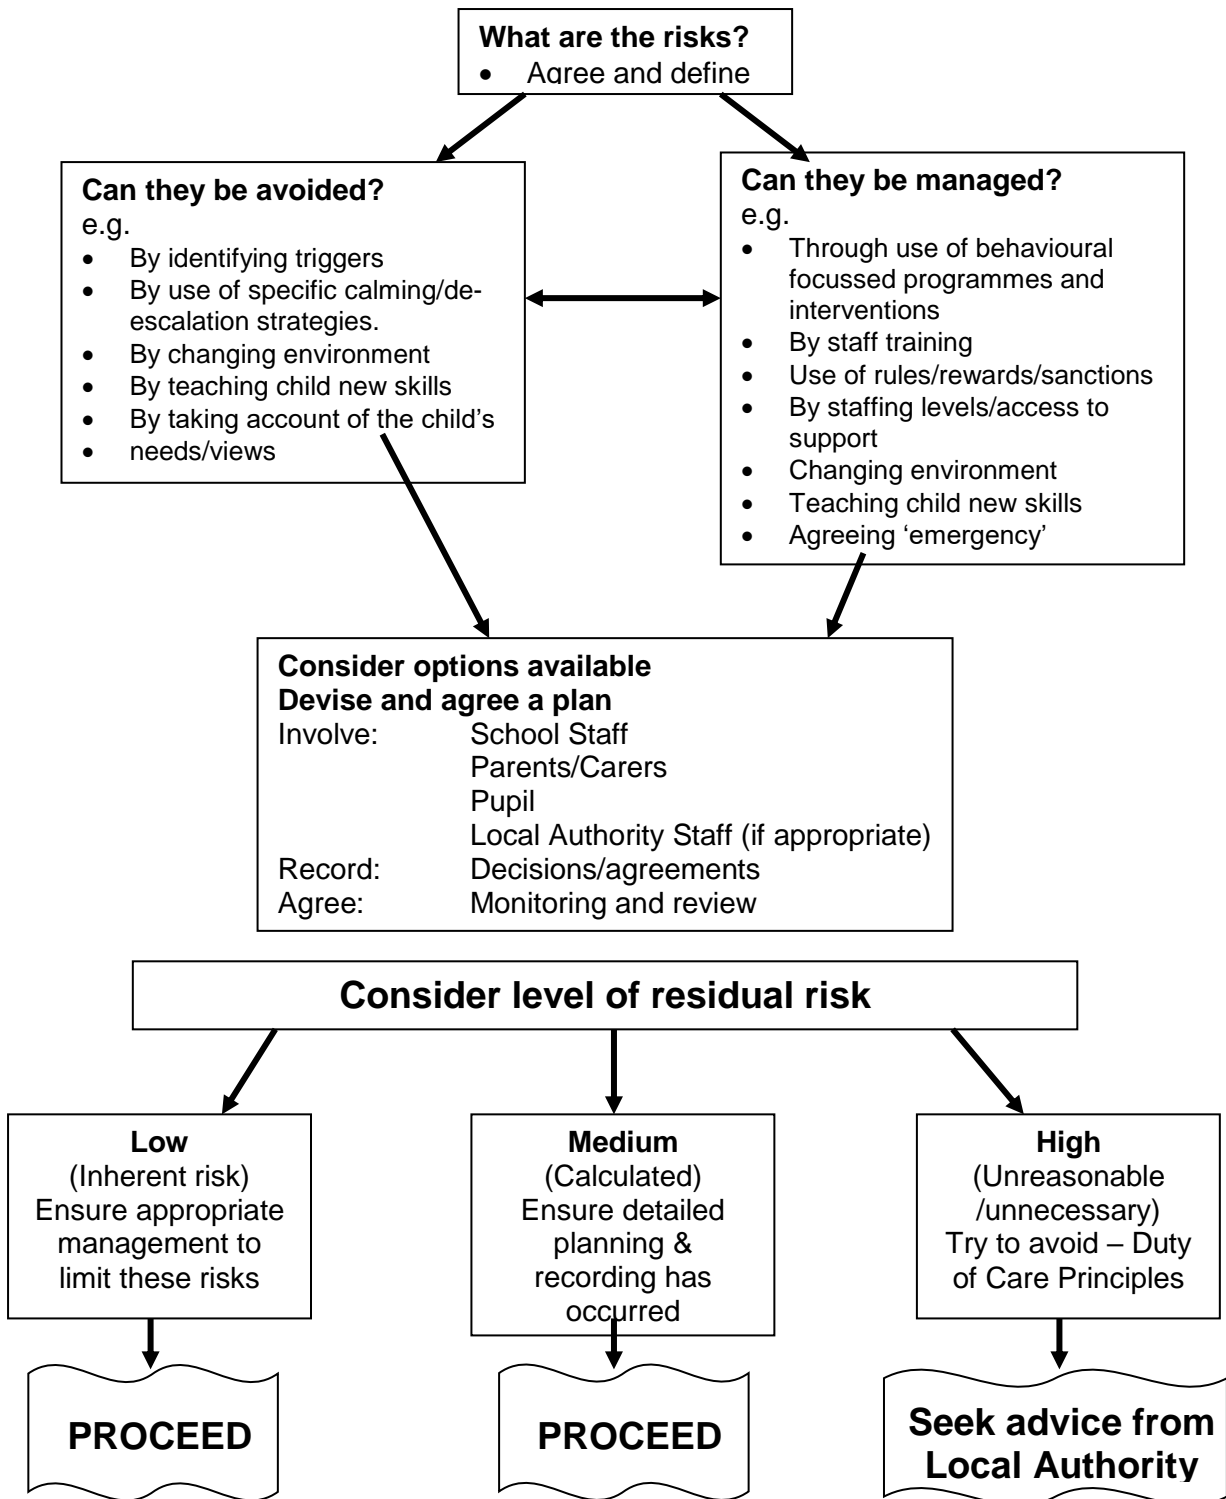 What are the risks?
• Agree and define
Can they be avoided?
e.g.
• By identifying triggers
• By use of specific calming/de-
escalation strategies.
• By changing environment
• By teaching child new skills
• By taking account of the child's
• needs/views
Can they be managed?
e.g.
• Through use of behavioural
focussed programmes and
interventions
• By staff training
• Use of rules/rewards/sanctions
• By staffing levels/access to
support
• Changing environment
• Teaching child new skills
• Agreeing ‘emergency’
Consider options available
Devise and agree a plan
Involve: School Staff
Parents/Carers
Pupil
Local Authority Staff (if appropriate)
Record: Decisions/agreements
Agree: Monitoring and review
Consider level of residual risk
Low
(Inherent risk)
Ensure appropriate
management to
limit these risks
Medium
(Calculated)
Ensure detailed
planning &
recording has
occurred
High
(Unreasonable
/unnecessary)
Try to avoid – Duty
of Care Principles
PROCEED
PROCEED
Seek advice from
Local Authority